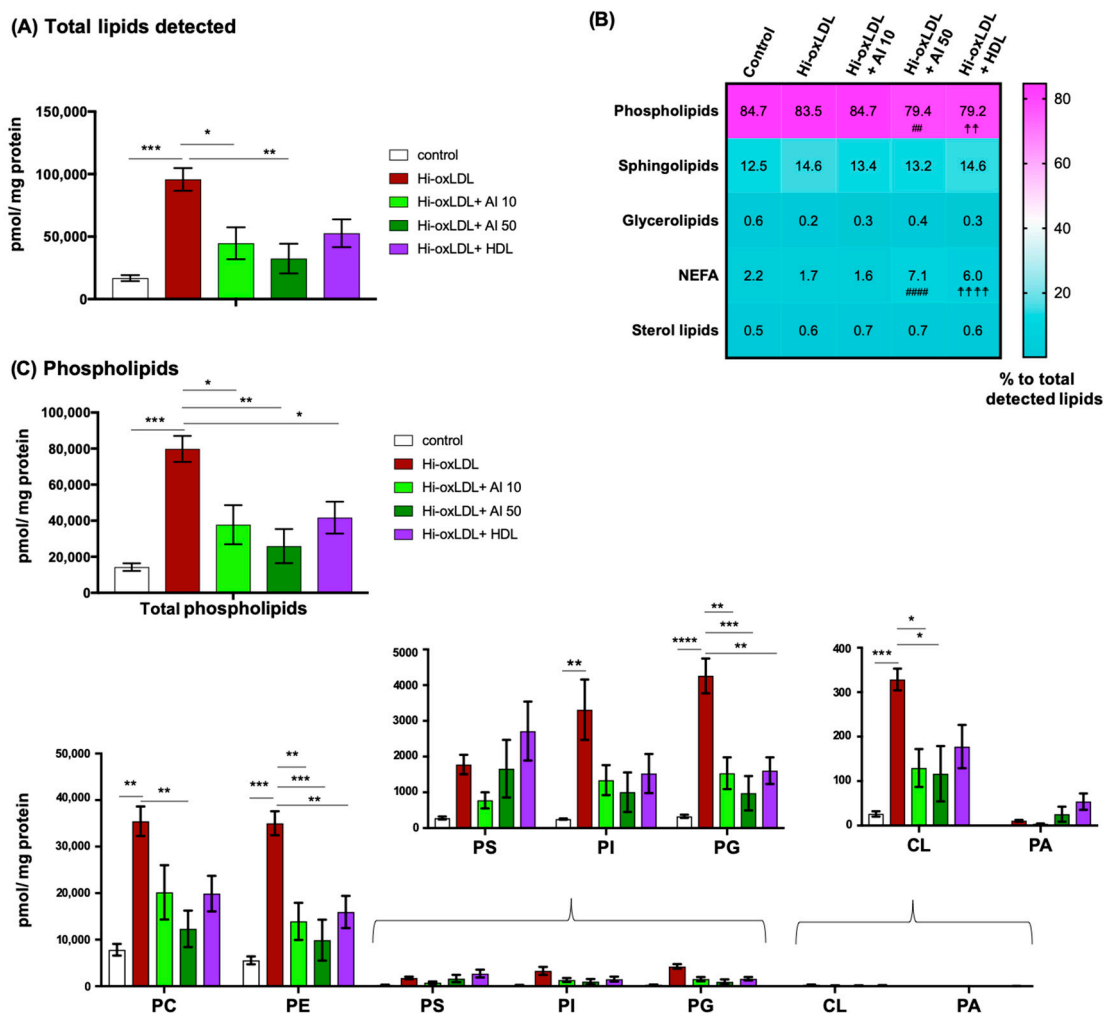 (A) Total lipids detected
150,000
100,000
50,000
0
pmol/ mg protein
***
*
**
control
Hi-oxLDL
Hi-oxLDL+ AI 10
Hi-oxLDL+ AI 50
Hi-oxLDL+ HDL
(B)
Control
Hi-oxLDL
Hi-oxLDL
+ AI 10
Hi-oxLDL
+ AI 50
Hi-oxLDL
+ HDL
Phospholipids 84.7 83.5 84.7 79.4 79.2
## ↑↑
Sphingolipids 12.5 14.6 13.4 13.2 14.6
Glycerolipids 0.6 0.2 0.3 0.4 0.3
NEFA 2.2 1.7 1.6 7.1 6.0
#### ↑↑↑↑
Sterol lipids 0.5 0.6 0.7 0.7 0.6
80
60
40
20
% to total
detected lipids
(C) Phospholipids
100,000
80,000
60,000
40,000
20,000
0
pmol/ mg protein
***
*
**
*
Total phospholipids
control
Hi-oxLDL
Hi-oxLDL+ AI 10
Hi-oxLDL+ AI 50
Hi-oxLDL+ HDL
5000
4000
3000
2000
1000
0
**
****
**
***
**
PS PI PG
400
300
200
100
0
***
*
*
CL PA
50,000
40,000
30,000
20,000
10,000
0
pmol/ mg protein
**
**
***
**
***
**
PC PE PS PI PG CL PA